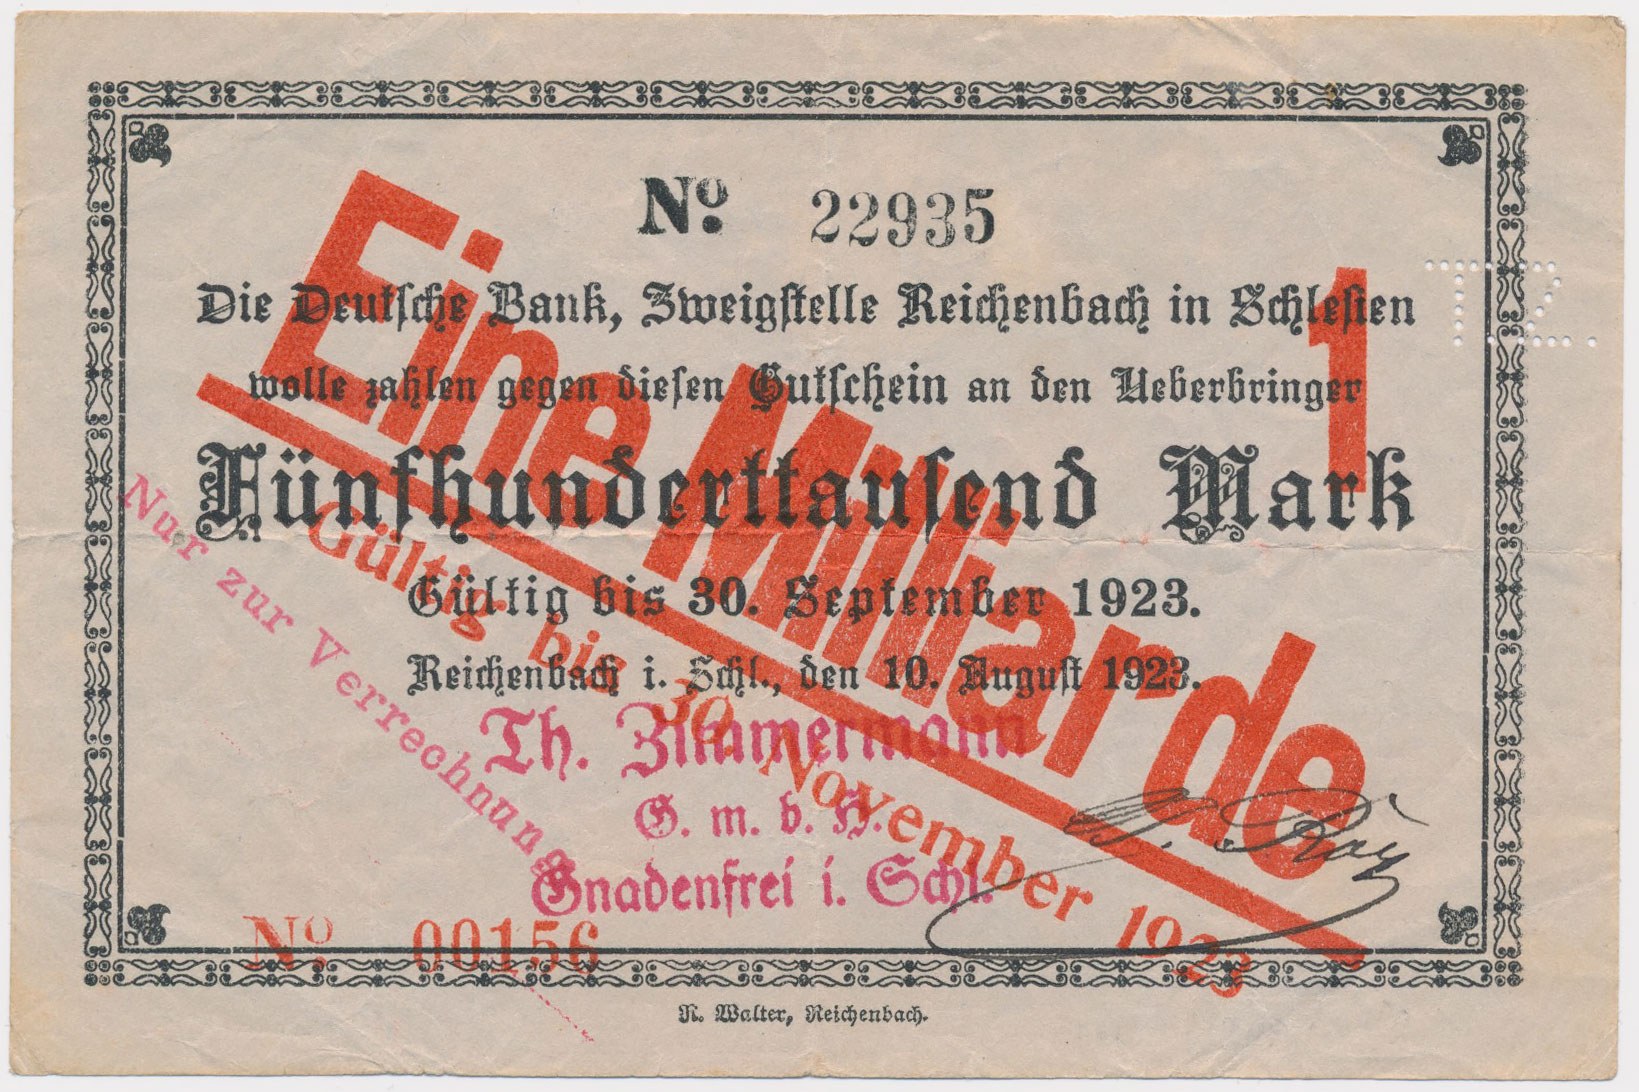 No. 22935
Die Deutsche Bank, Zweigstelle Reichenbach in Schlesien
wolle zahlen gegen diesen Gutschein an den Ueberbringer
Fünfhunderttausend Mark
Gültig bis 30. September 1923.
Reichenbach i. Schl., den 10. August 1923.
Eine Milliarde
1
Gültig bis 30. November 1923
Nur zur Verrechnung
Th. Zimmermann
G. m. b. H.
Gnadenfrei i. Schl.
No. 00156
T.Z.
R. Walter, Reichenbach.